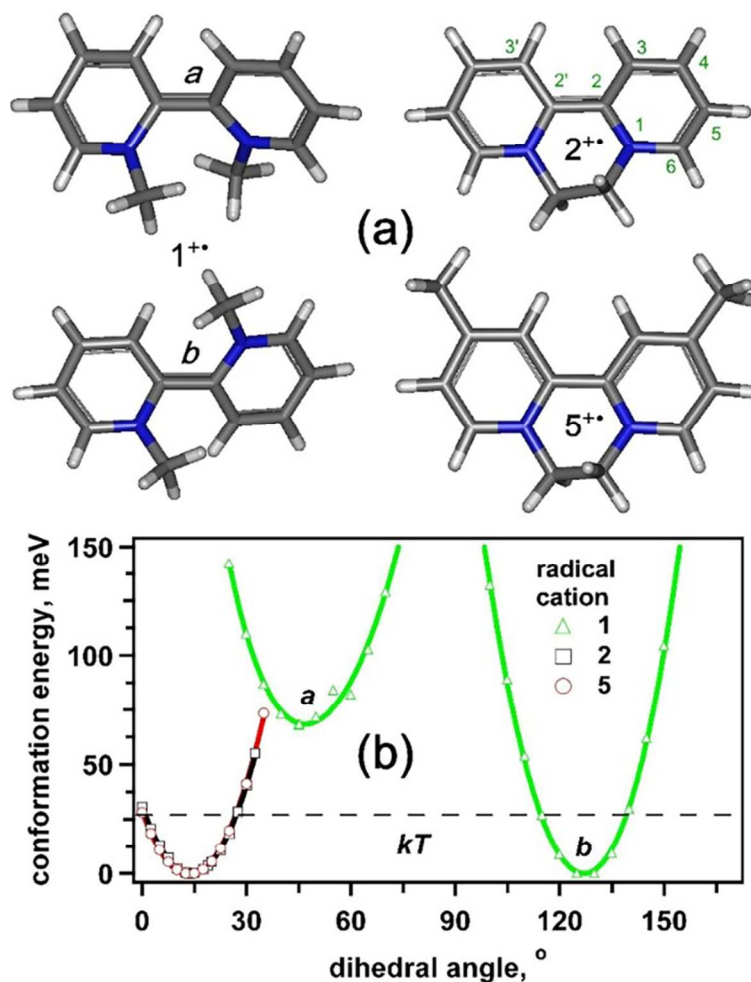 a
3'
3
4
2'
2
1
5
6
2+•
(a)
1+•
b
5+•
conformation energy, meV
150
100
50
0
radical
cation
1
2
5
a
(b)
b
kT
0
30
60
90
120
150
dihedral angle, °